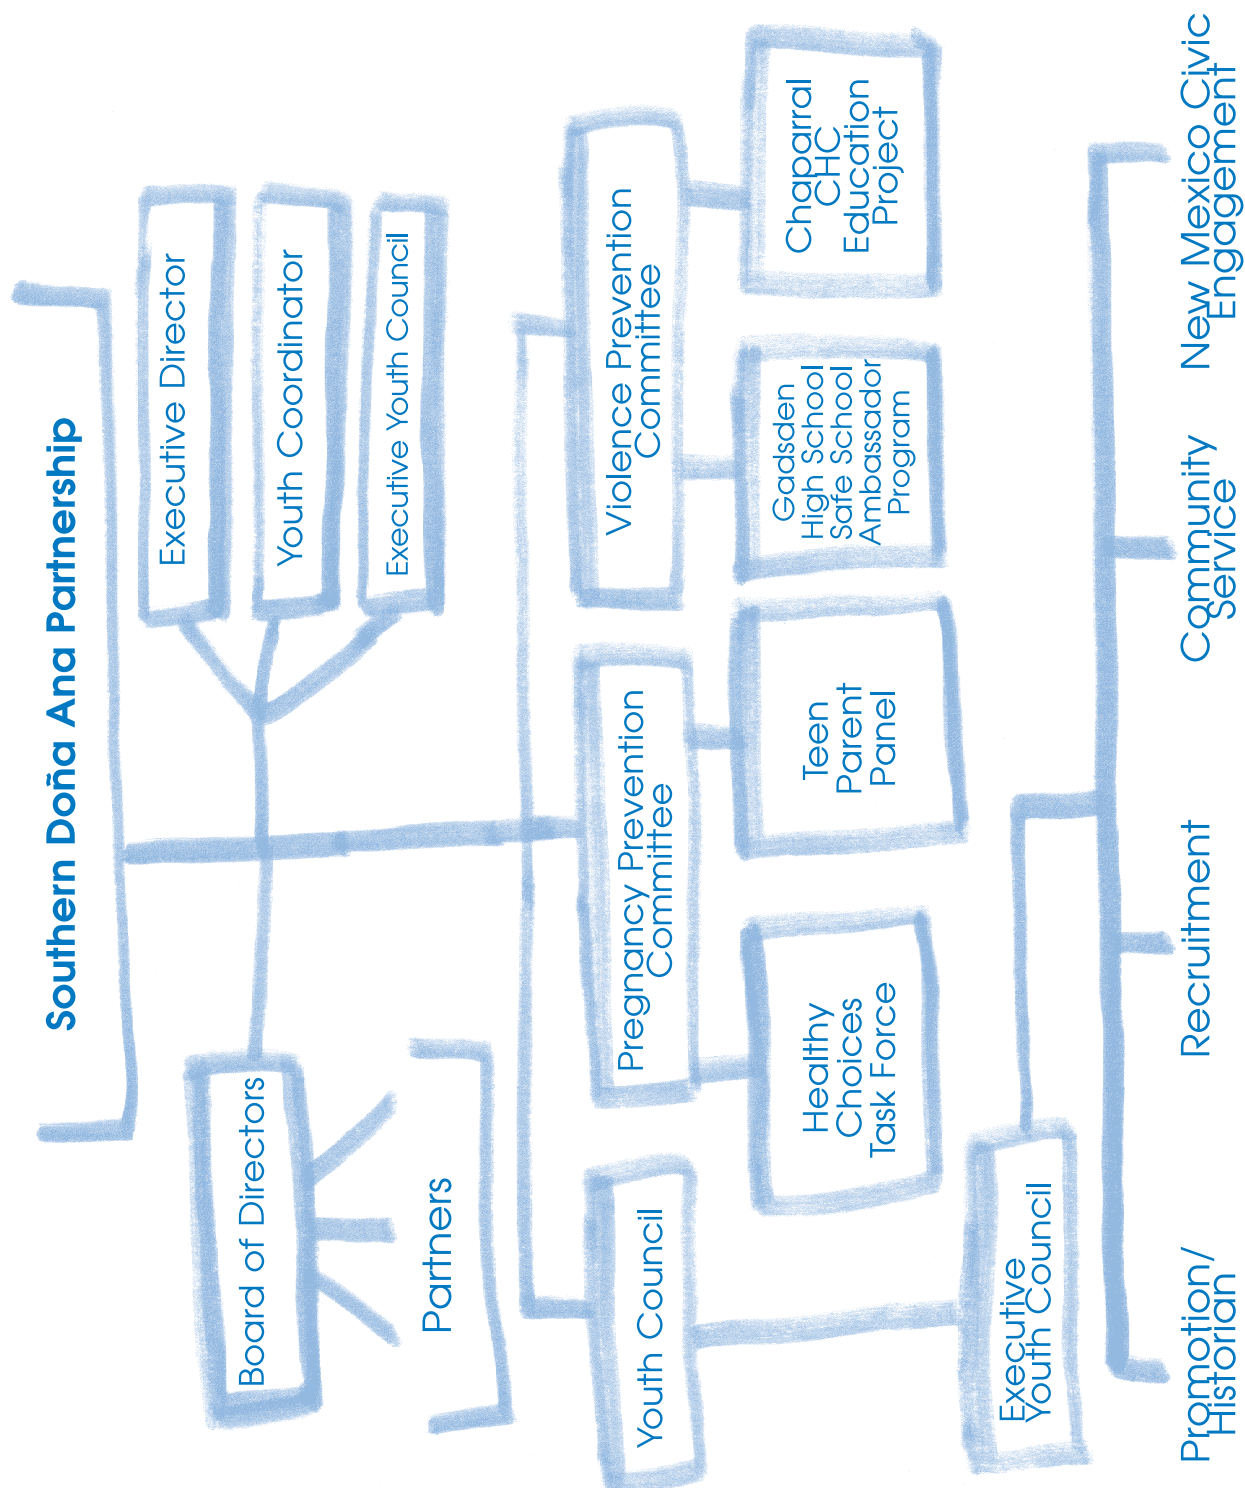 Southern Doña Ana Partnership
Board of Directors
Executive Director
Youth Coordinator
Executive Youth Council
Partners
Youth Council
Pregnancy Prevention
Committee
Violence Prevention
Committee
Healthy
Choices
Task Force
Teen
Parent
Panel
Gadsden
High School
Safe School
Ambassador
Program
Chaparral
CHC
Education
Project
Executive
Youth Council
Promotion/
Historian
Recruitment
Community
Service
New Mexico Civic
Engagement